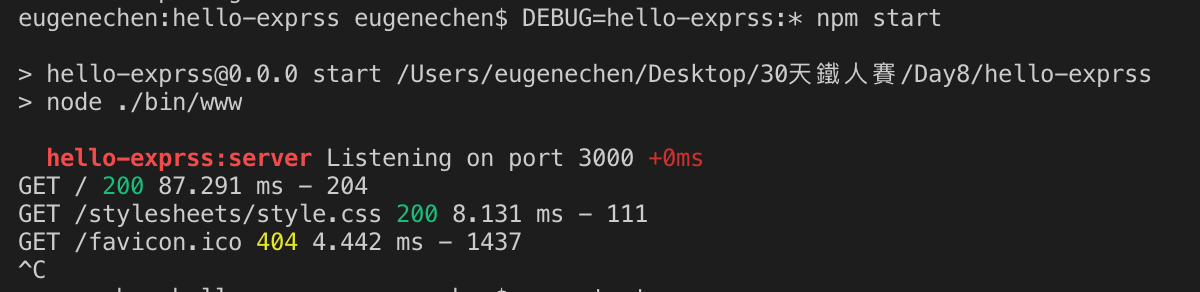 eugenechen:hello-exprss eugenechen$ DEBUG=hello-exprss:* npm start
> hello-exprss@0.0.0 start /Users/eugenechen/Desktop/30天鐵人賽/Day8/hello-exprss
> node ./bin/www
hello-exprss:server Listening on port 3000 +0ms
GET / 200 87.291 ms - 204
GET /stylesheets/style.css 200 8.131 ms - 111
GET /favicon.ico 404 4.442 ms - 1437
^C